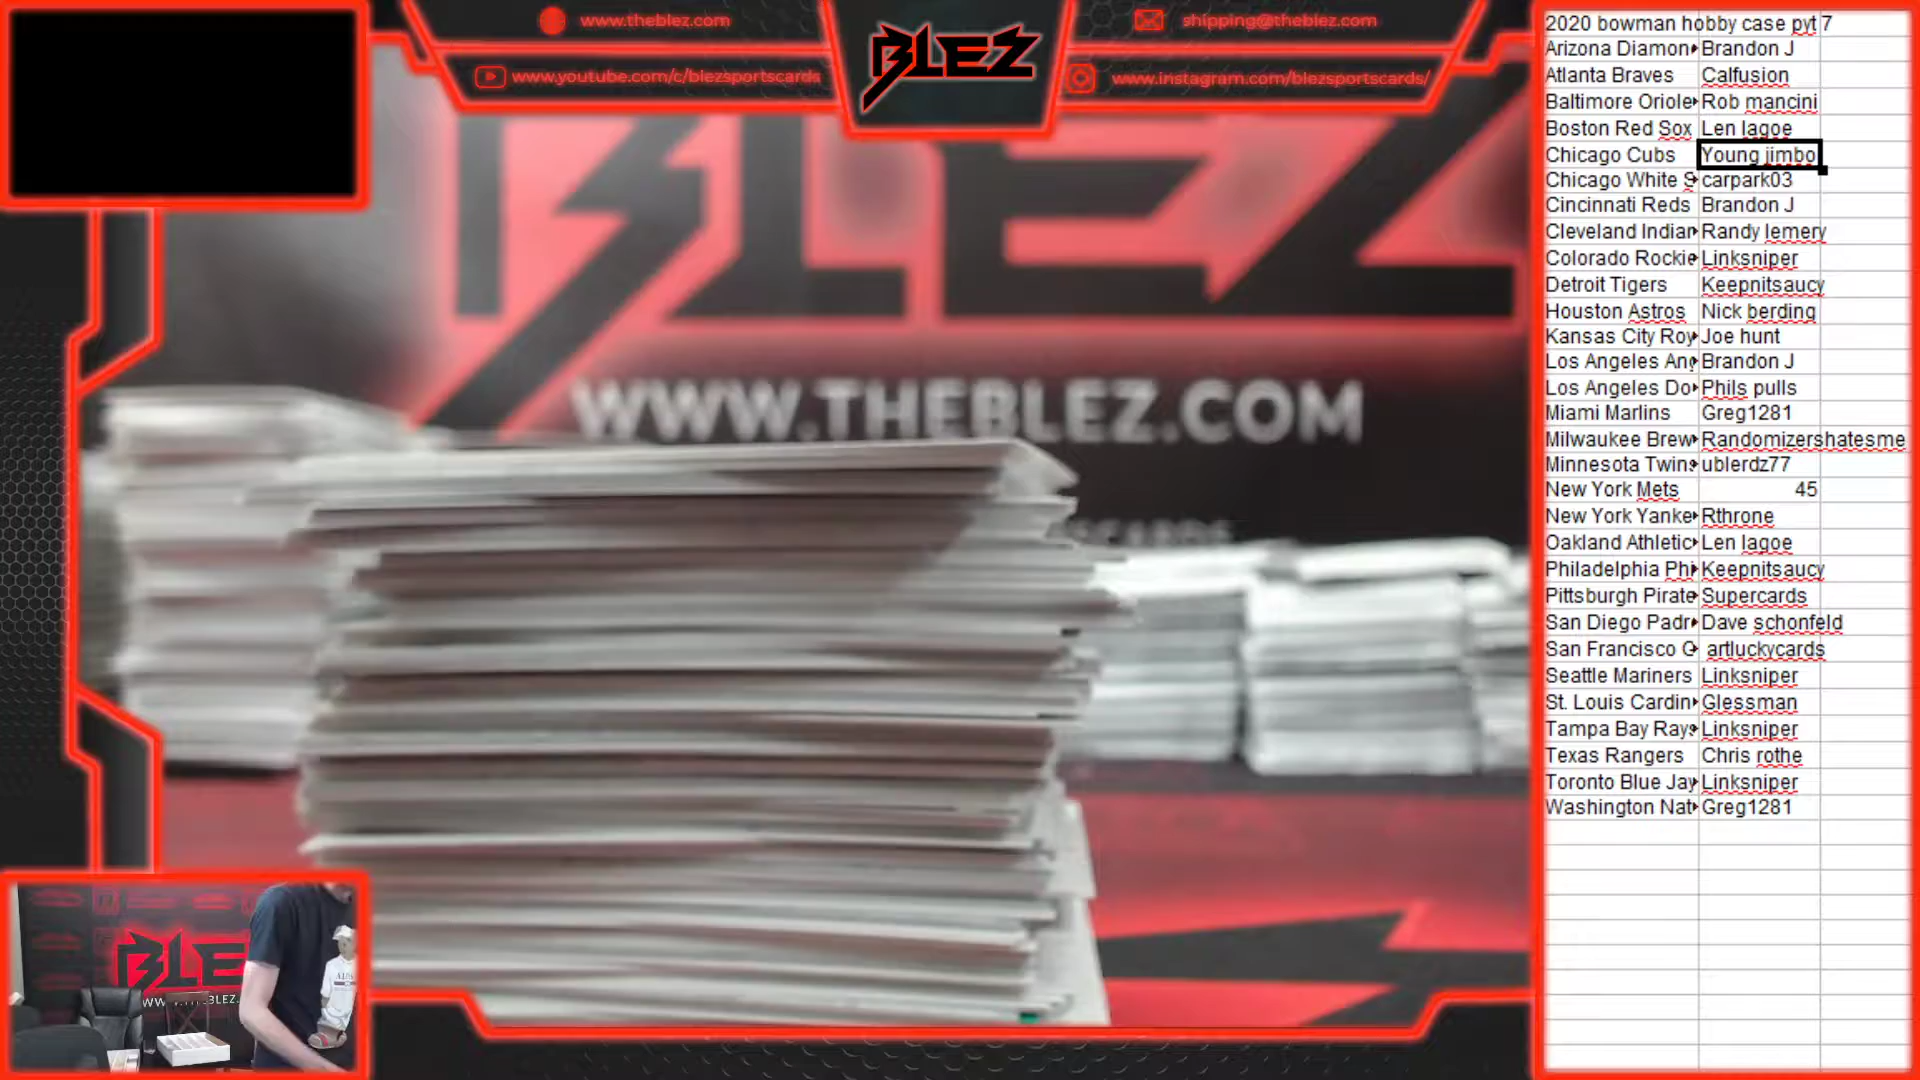 www.theblez.com
shipping@theblez.com
www.youtube.com/c/blezsportscards
www.instagram.com/blezsportscards/
BLEZ
BLEZ
WWW.THEBLEZ.COM
BLE
WWW.THEBLEZ.
2020 bowman hobby case pyt 7
Arizona Diamon Brandon J
Atlanta Braves Calfusion
Baltimore Oriole Rob mancini
Boston Red Sox Len lagoe
Chicago Cubs Young jimbo
Chicago White S carpark03
Cincinnati Reds Brandon J
Cleveland Indian Randy lemery
Colorado Rockie Linksniper
Detroit Tigers Keepnitsaucy
Houston Astros Nick berding
Kansas City Roy Joe hunt
Los Angeles Ang Brandon J
Los Angeles Do Phils pulls
Miami Marlins Greg1281
Milwaukee Brew Randomizershatesme
Minnesota Twins ublerdz77
New York Mets 45
New York Yanke Rthrone
Oakland Athletic Len lagoe
Philadelphia Phi Keepnitsaucy
Pittsburgh Pirate Supercards
San Diego Padr Dave schonfeld
San Francisco G artluckycards
Seattle Mariners Linksniper
St. Louis Cardin Glessman
Tampa Bay Rays Linksniper
Texas Rangers Chris rothe
Toronto Blue Jay Linksniper
Washington Nat Greg1281